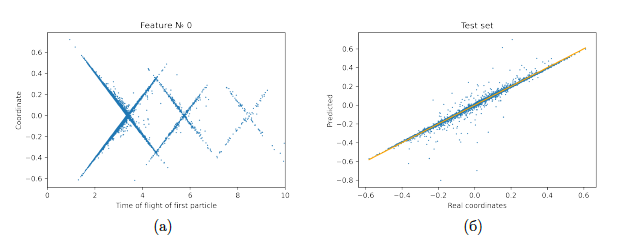 Feature № 0
Test set
Coordinate
0.6
0.4
0.2
0.0
−0.2
−0.4
−0.6
0 2 4 6 8 10
Time of flight of first particle
Predicted
0.6
0.4
0.2
0.0
−0.2
−0.4
−0.6
−0.8
−0.6 −0.4 −0.2 0.0 0.2 0.4 0.6
Real coordinates
(а)
(б)